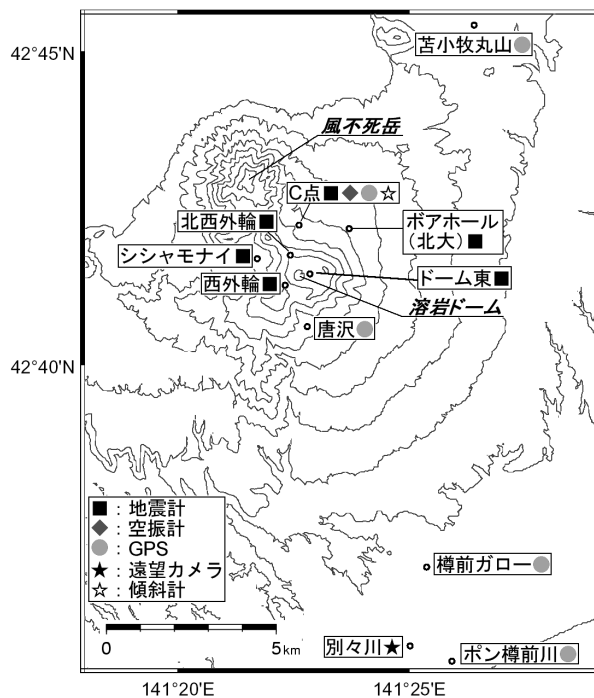 42°45'N
苫小牧丸山
風不死岳
C点
北西外輪
ボアホール
（北大）
シシャモナイ
ドーム東
西外輪
溶岩ドーム
唐沢
42°40'N
：地震計
：空振計
：GPS
：遠望カメラ
：傾斜計
樽前ガロー
0 5km
別々川
ポン樽前川
141°20'E 141°25'E